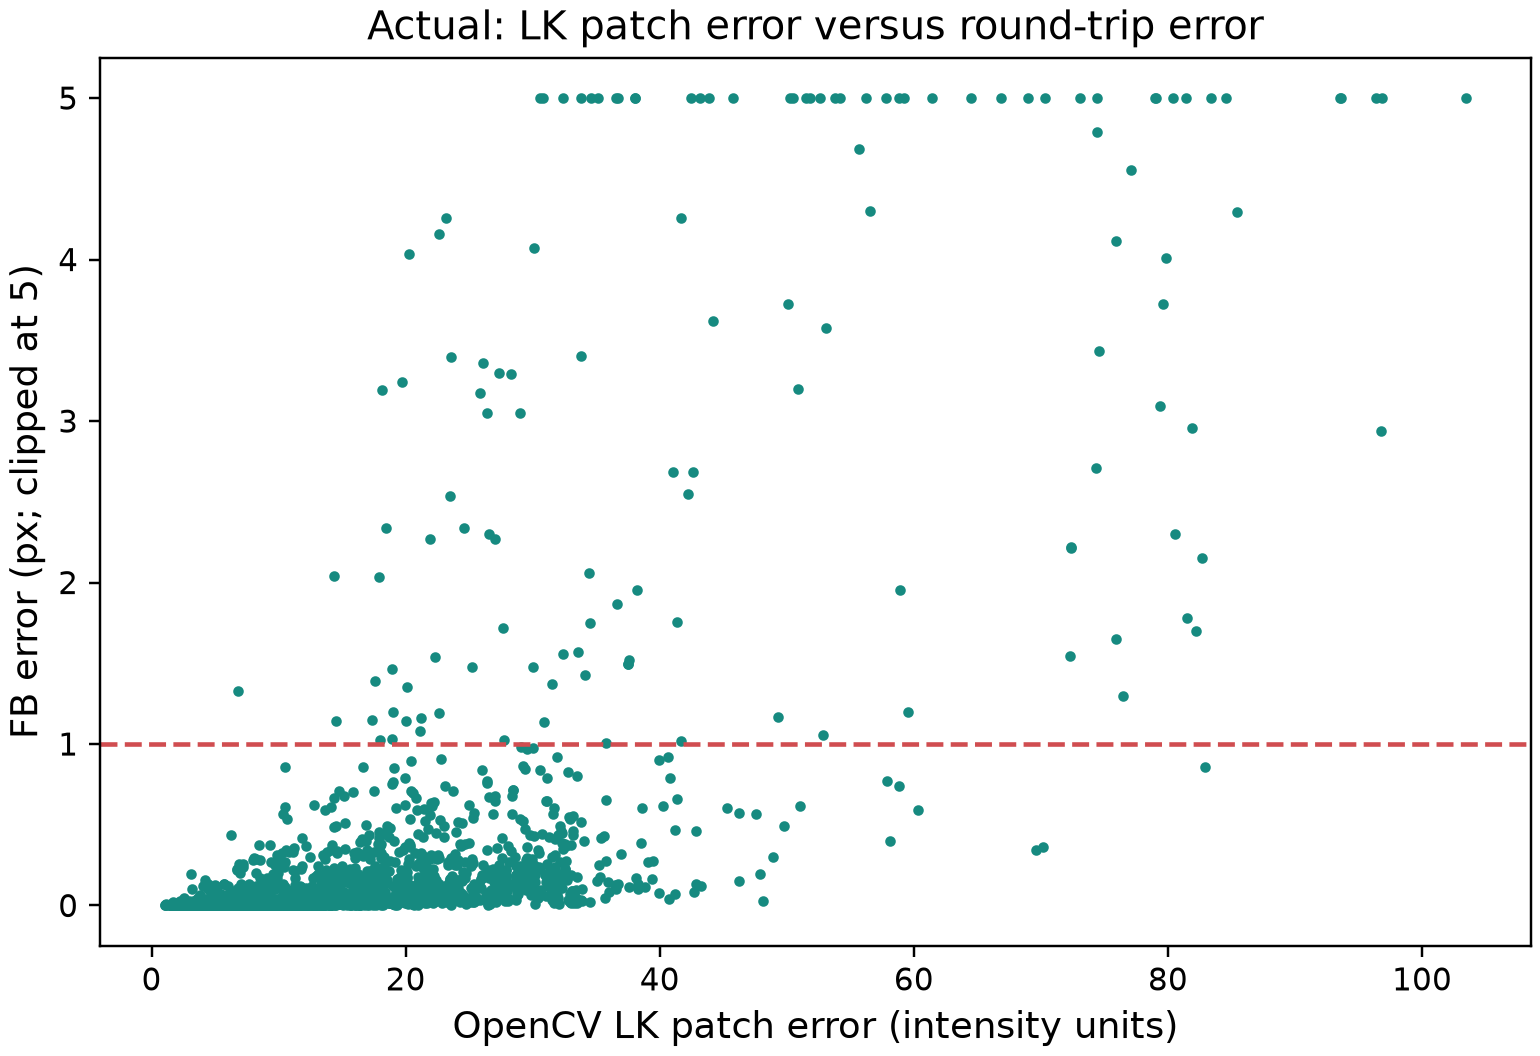 Actual: LK patch error versus round-trip error
FB error (px; clipped at 5)
5
4
3
2
1
0
0 20 40 60 80 100
OpenCV LK patch error (intensity units)